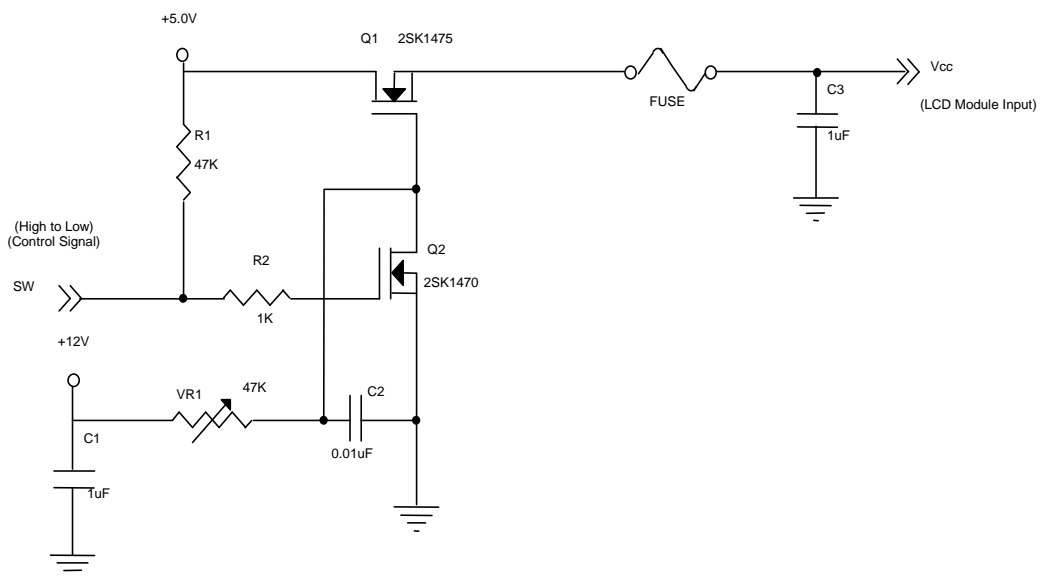 +5.0V
Q1 2SK1475
Vcc
(LCD Module Input)
FUSE
C3
1uF
R1
47K
(High to Low)
(Control Signal)
SW
R2
1K
Q2
2SK1470
+12V
VR1
47K
C2
0.01uF
C1
1uF